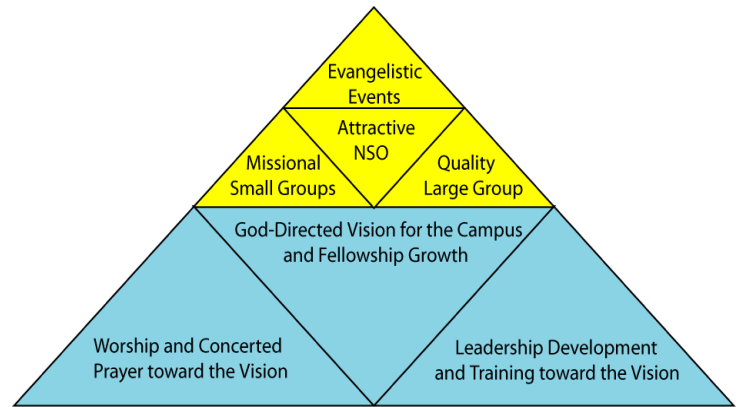 Evangelistic
Events
Attractive
NSO
Missional
Small Groups
Quality
Large Group
God-Directed Vision for the Campus
and Fellowship Growth
Worship and Concerted
Prayer toward the Vision
Leadership Development
and Training toward the Vision